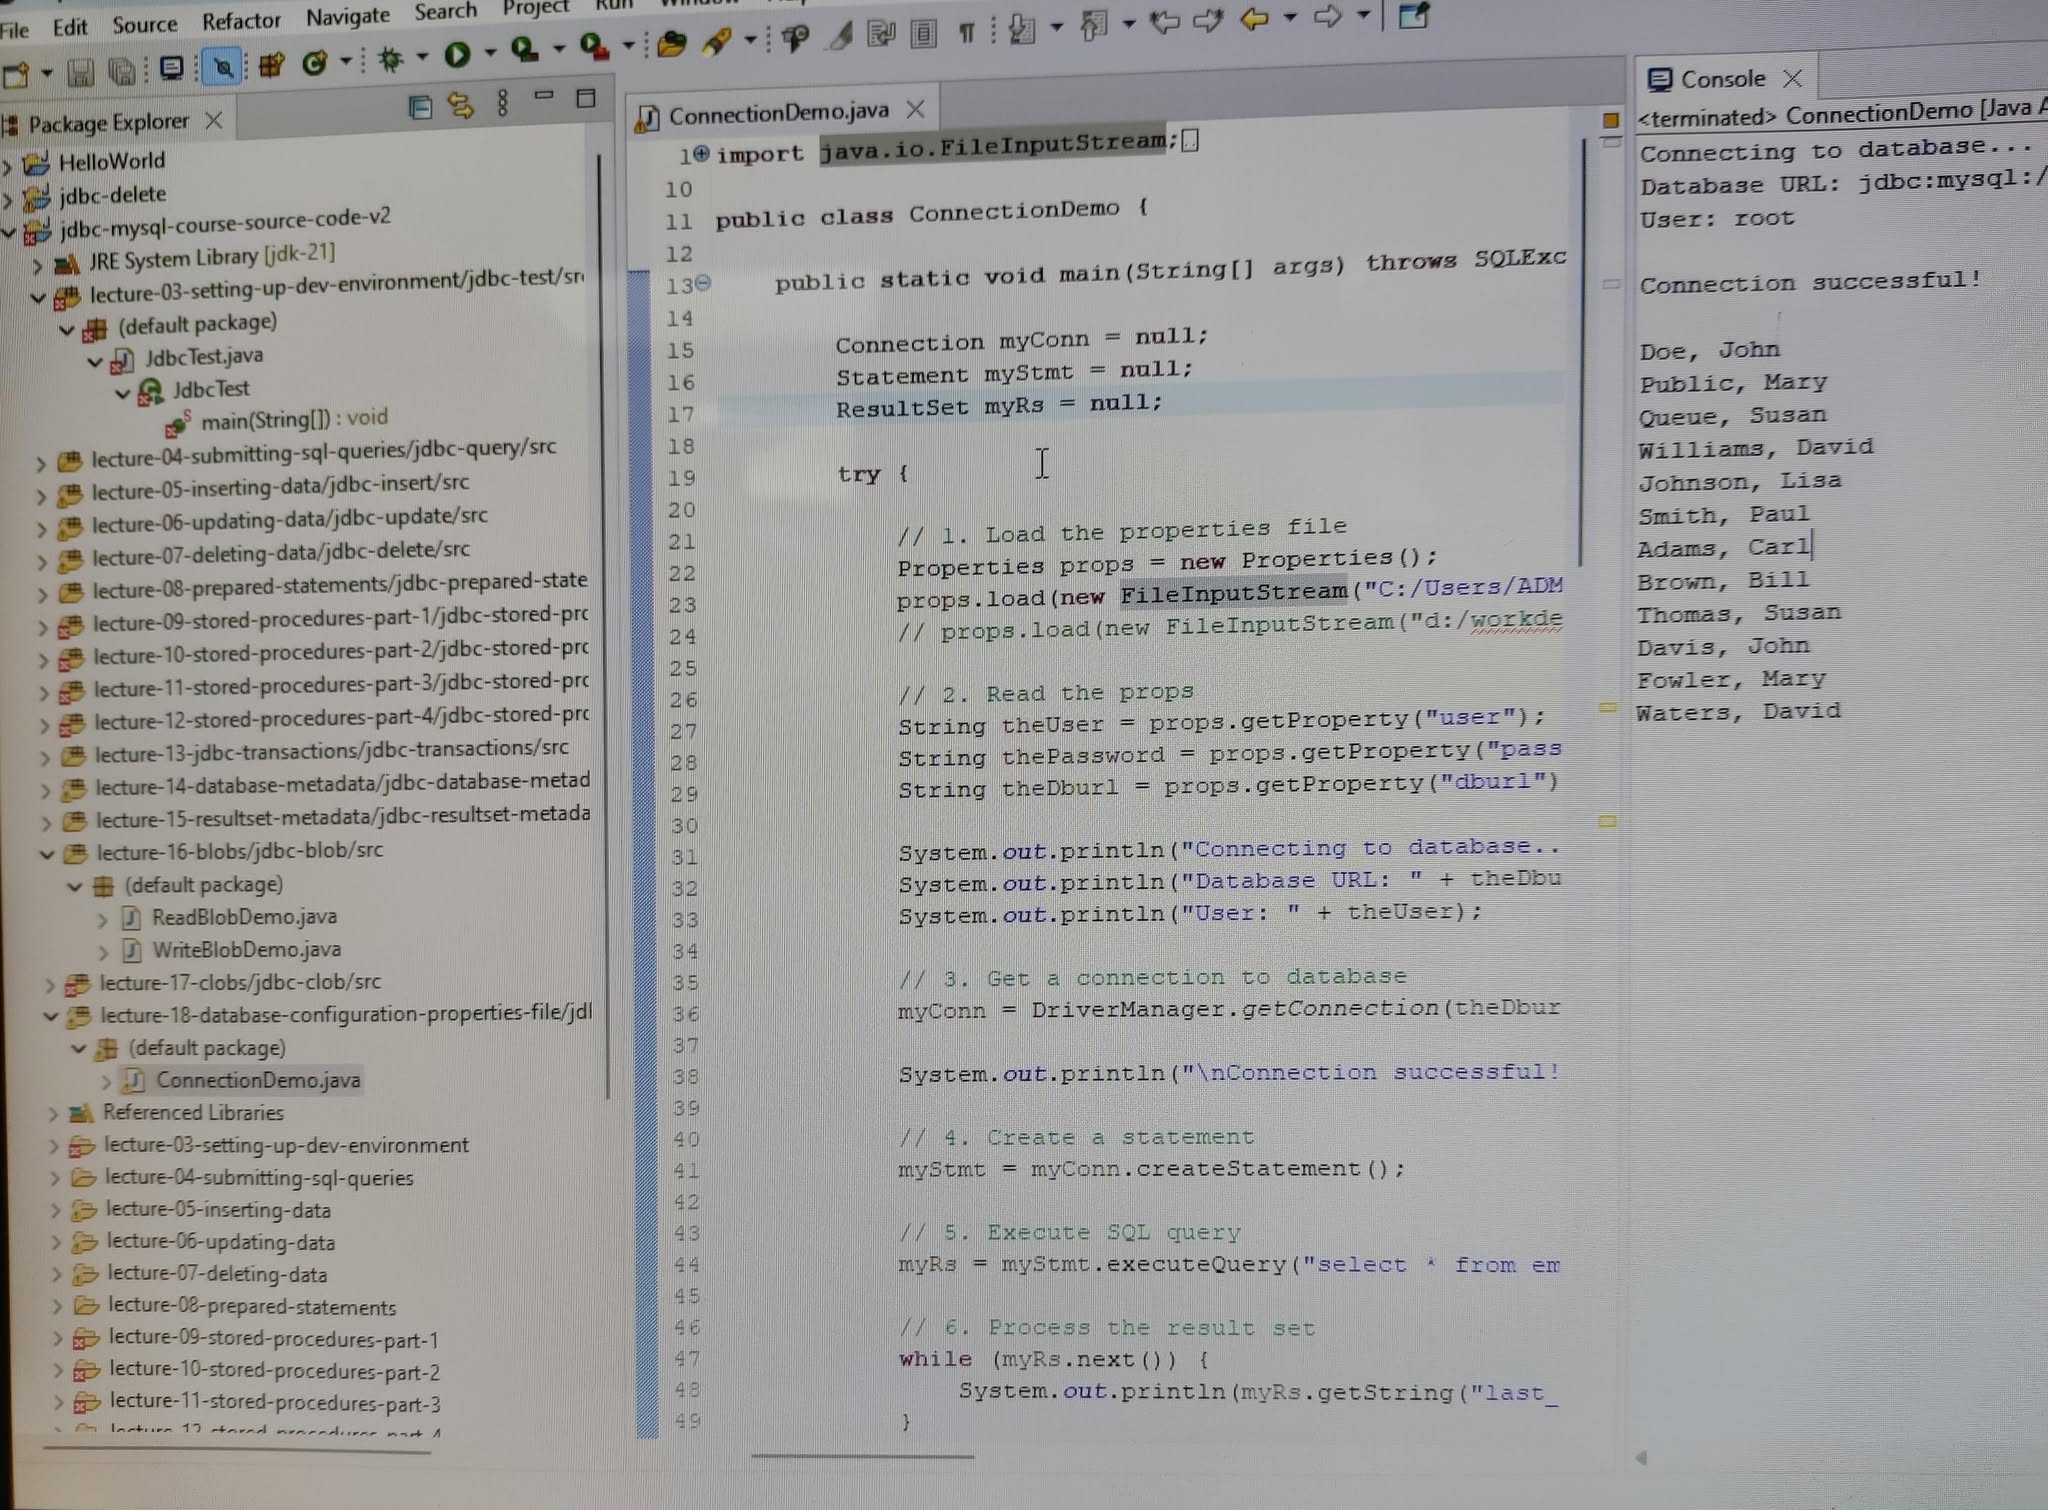 File Edit Source Refactor Navigate Search Project Run
Package Explorer
HelloWorld
jdbc-delete
jdbc-mysql-course-source-code-v2
JRE System Library [jdk-21]
lecture-03-setting-up-dev-environment/jdbc-test/src
(default package)
JdbcTest.java
JdbcTest
main(String[]) : void
lecture-04-submitting-sql-queries/jdbc-query/src
lecture-05-inserting-data/jdbc-insert/src
lecture-06-updating-data/jdbc-update/src
lecture-07-deleting-data/jdbc-delete/src
lecture-08-prepared-statements/jdbc-prepared-state
lecture-09-stored-procedures-part-1/jdbc-stored-prc
lecture-10-stored-procedures-part-2/jdbc-stored-prc
lecture-11-stored-procedures-part-3/jdbc-stored-prc
lecture-12-stored-procedures-part-4/jdbc-stored-prc
lecture-13-jdbc-transactions/jdbc-transactions/src
lecture-14-database-metadata/jdbc-database-metad
lecture-15-resultset-metadata/jdbc-resultset-metada
lecture-16-blobs/jdbc-blob/src
(default package)
ReadBlobDemo.java
WriteBlobDemo.java
lecture-17-clobs/jdbc-clob/src
lecture-18-database-configuration-properties-file/jdl
(default package)
ConnectionDemo.java
Referenced Libraries
lecture-03-setting-up-dev-environment
lecture-04-submitting-sql-queries
lecture-05-inserting-data
lecture-06-updating-data
lecture-07-deleting-data
lecture-08-prepared-statements
lecture-09-stored-procedures-part-1
lecture-10-stored-procedures-part-2
lecture-11-stored-procedures-part-3
ConnectionDemo.java
1 import java.io.FileInputStream;
10
11 public class ConnectionDemo {
12
13 public static void main(String[] args) throws SQLExc
14
15 Connection myConn = null;
16 Statement myStmt = null;
17 ResultSet myRs = null;
18
19 try {
20
21 // 1. Load the properties file
22 Properties props = new Properties();
23 props.load(new FileInputStream("C:/Users/ADM
24 // props.load(new FileInputStream("d:/workde
25
26 // 2. Read the props
27 String theUser = props.getProperty("user");
28 String thePassword = props.getProperty("pass
29 String theDburl = props.getProperty("dburl")
30
31 System.out.println("Connecting to database..
32 System.out.println("Database URL: " + theDbu
33 System.out.println("User: " + theUser);
34
35 // 3. Get a connection to database
36 myConn = DriverManager.getConnection(theDbur
37
38 System.out.println("\nConnection successful!
39
40 // 4. Create a statement
41 myStmt = myConn.createStatement();
42
43 // 5. Execute SQL query
44 myRs = myStmt.executeQuery("select * from em
45
46 // 6. Process the result set
47 while (myRs.next()) {
48 System.out.println(myRs.getString("last_
49 }
Console
<terminated> ConnectionDemo [Java A
Connecting to database...
Database URL: jdbc:mysql:/
User: root
Connection successful!
Doe, John
Public, Mary
Queue, Susan
Williams, David
Johnson, Lisa
Smith, Paul
Adams, Carl
Brown, Bill
Thomas, Susan
Davis, John
Fowler, Mary
Waters, David